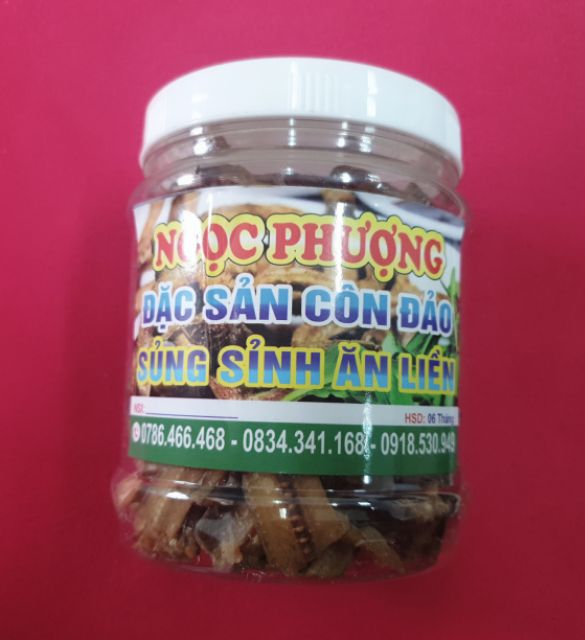 NGỌC PHƯỢNG
ĐẶC SẢN CÔN ĐẢO
SỦNG SỈNH ĂN LIỀN
NSX:
HSD: 06 Tháng
0786.466.468 - 0834.341.168 - 0918.530.949